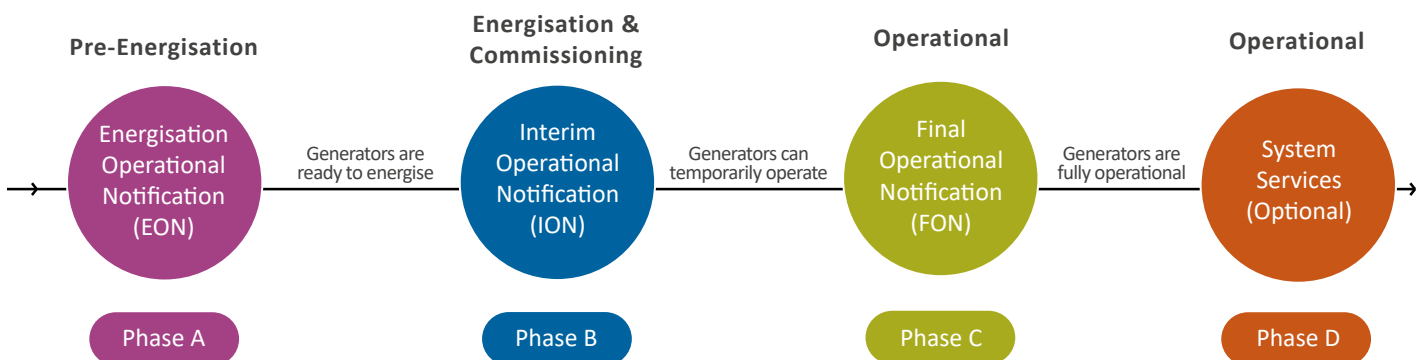 Pre-Energisation
Energisation &
Commissioning
Operational
Operational
Energisation
Operational
Notification
(EON)
Generators are
ready to energise
Interim
Operational
Notification
(ION)
Generators can
temporarily operate
Final
Operational
Notification
(FON)
Generators are
fully operational
System
Services
(Optional)
Phase A
Phase B
Phase C
Phase D